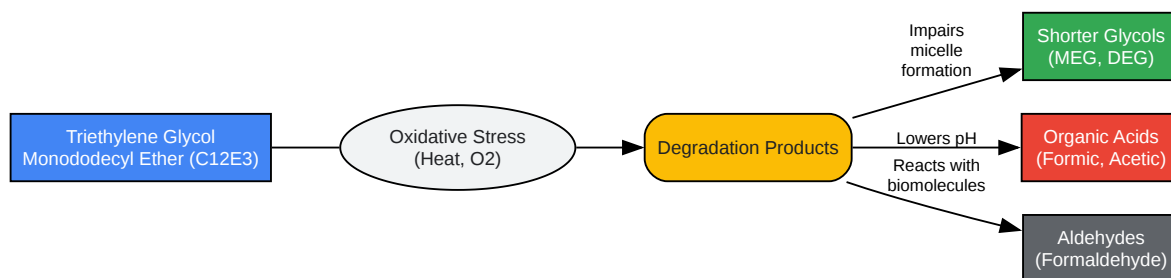 Triethylene Glycol
Monododecyl Ether (C12E3)
Oxidative Stress
(Heat, O2)
Degradation Products
Impairs
micelle
formation
Lowers pH
Reacts with
biomolecules
Shorter Glycols
(MEG, DEG)
Organic Acids
(Formic, Acetic)
Aldehydes
(Formaldehyde)